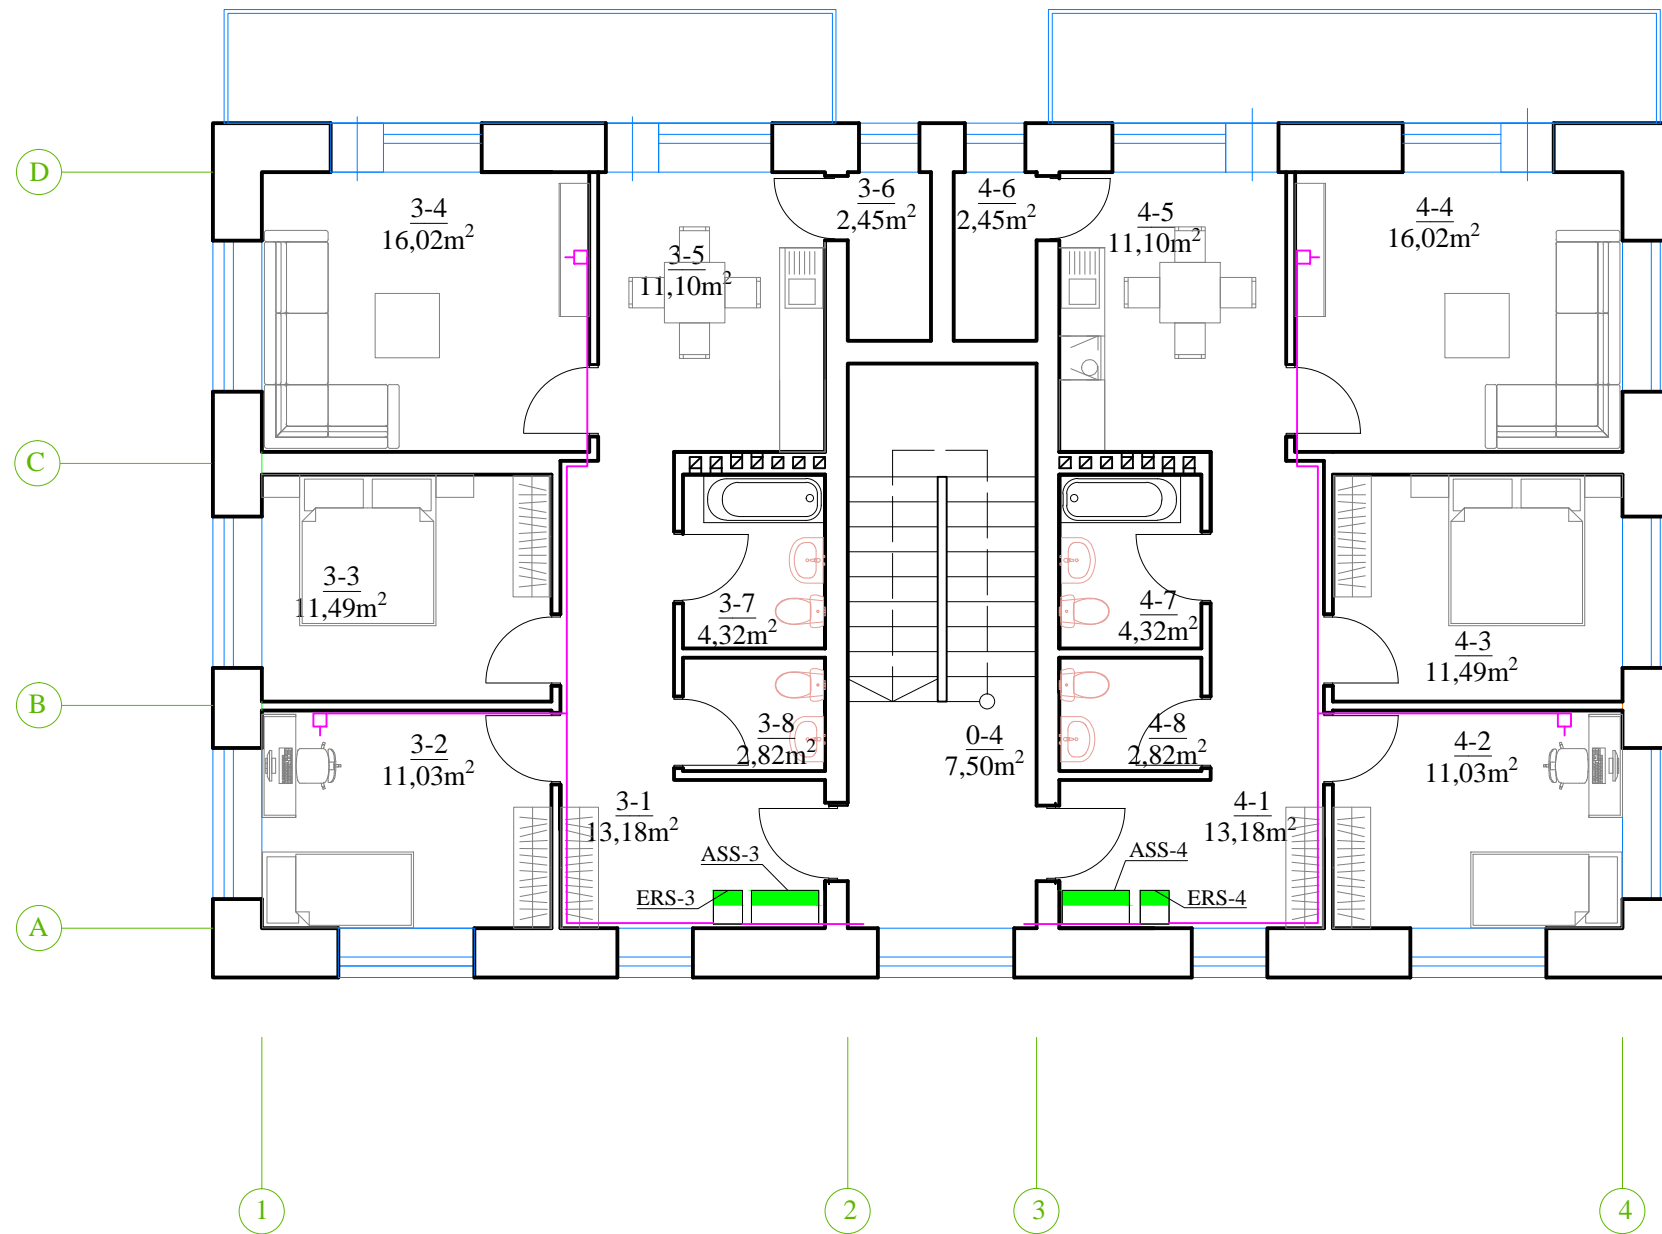 D
3-4
16,02m²
3-5
11,10m²
3-6
2,45m²
4-6
2,45m²
4-5
11,10m²
4-4
16,02m²
C
3-3
11,49m²
3-7
4,32m²
4-7
4,32m²
4-3
11,49m²
B
3-2
11,03m²
3-8
2,82m²
0-4
7,50m²
4-8
2,82m²
4-2
11,03m²
3-1
13,18m²
4-1
13,18m²
ASS-3
ASS-4
ERS-3
ERS-4
A
1
2
3
4